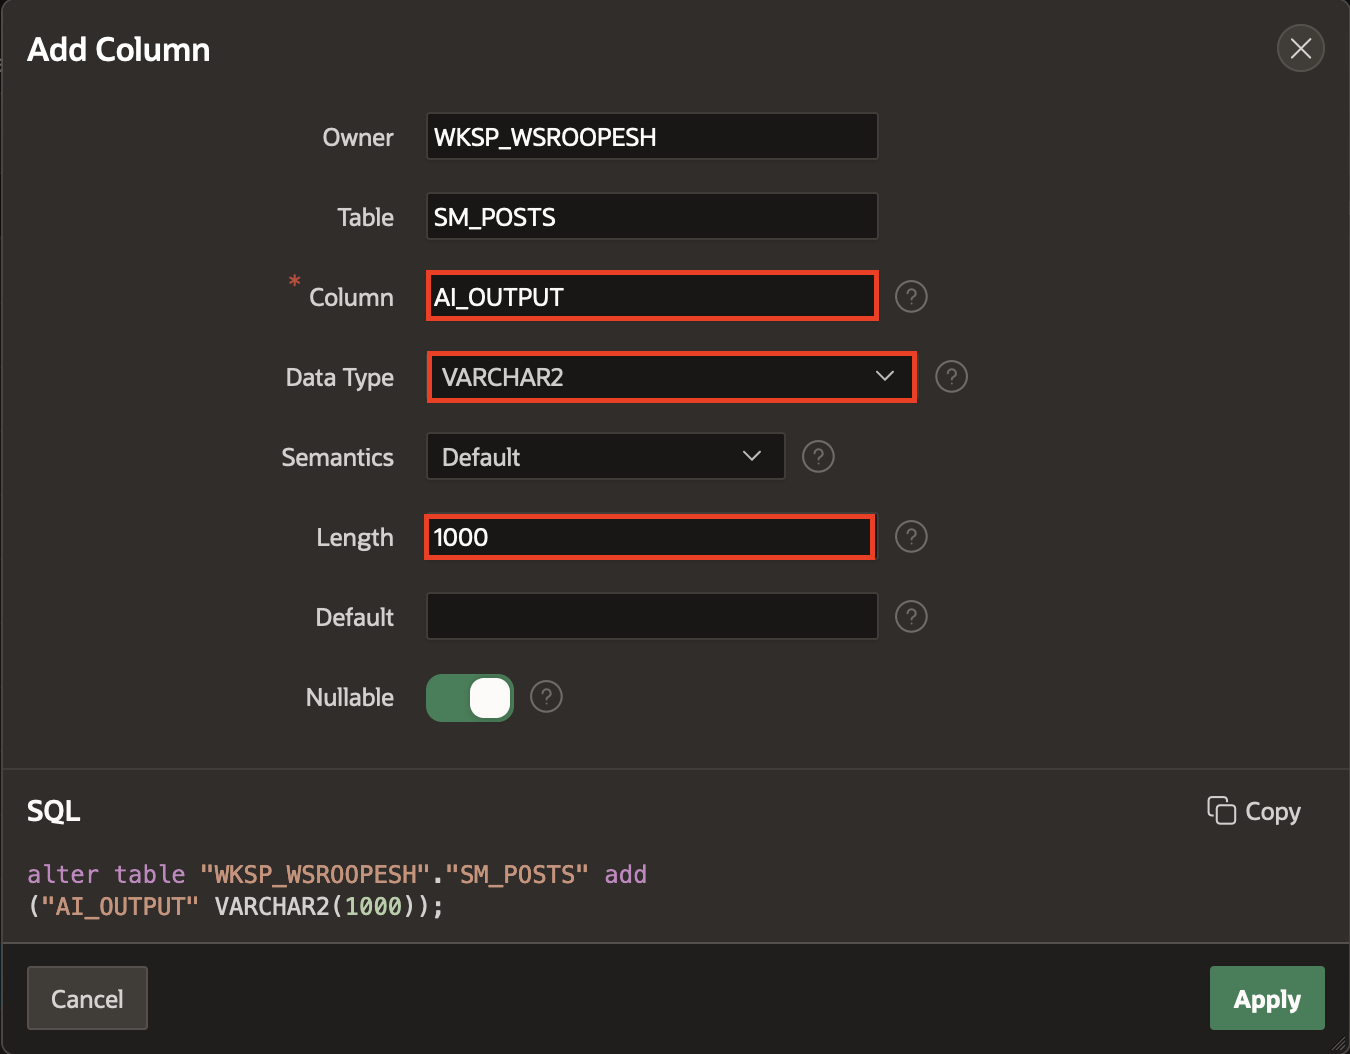 Add Column
Owner WKSP_WSROOPESH
Table SM_POSTS
* Column AI_OUTPUT ?
Data Type VARCHAR2 ?
Semantics Default ?
Length 1000 ?
Default ?
Nullable ?
SQL Copy
alter table "WKSP_WSROOPESH"."SM_POSTS" add
("AI_OUTPUT" VARCHAR2(1000));
Cancel Apply